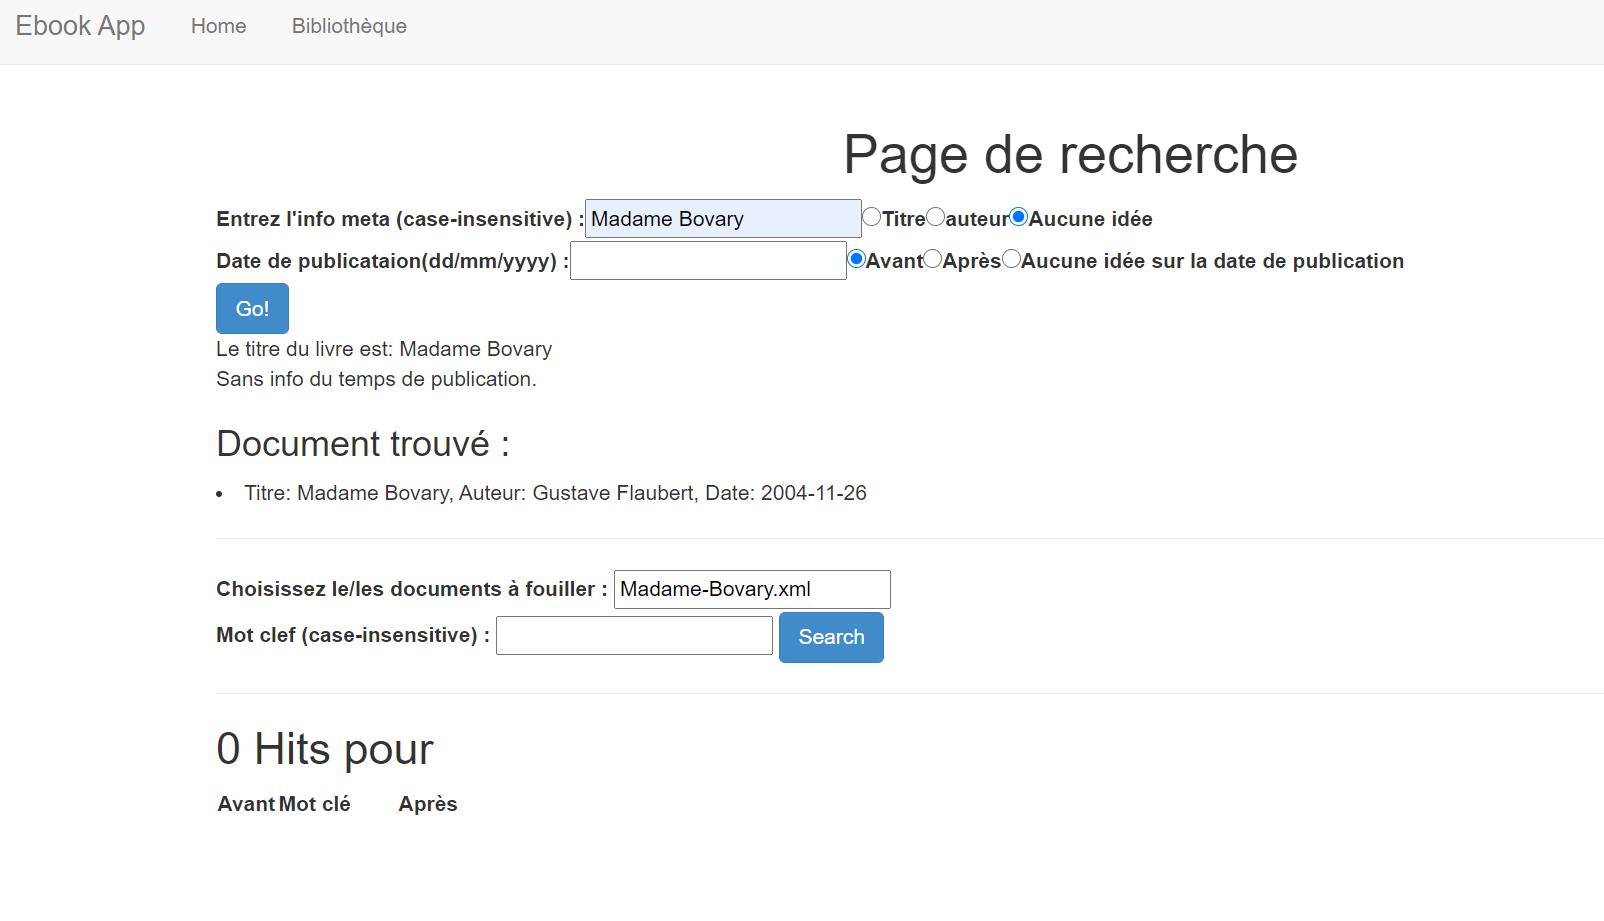 Ebook App Home Bibliothèque
Page de recherche
Entrez l'info meta (case-insensitive) : Madame Bovary Titre auteur Aucune idée
Date de publicataion(dd/mm/yyyy) : Avant Après Aucune idée sur la date de publication
Go!
Le titre du livre est: Madame Bovary
Sans info du temps de publication.
Document trouvé :
• Titre: Madame Bovary, Auteur: Gustave Flaubert, Date: 2004-11-26
Choisissez le/les documents à fouiller : Madame-Bovary.xml
Mot clef (case-insensitive) : Search
0 Hits pour
Avant Mot clé Après